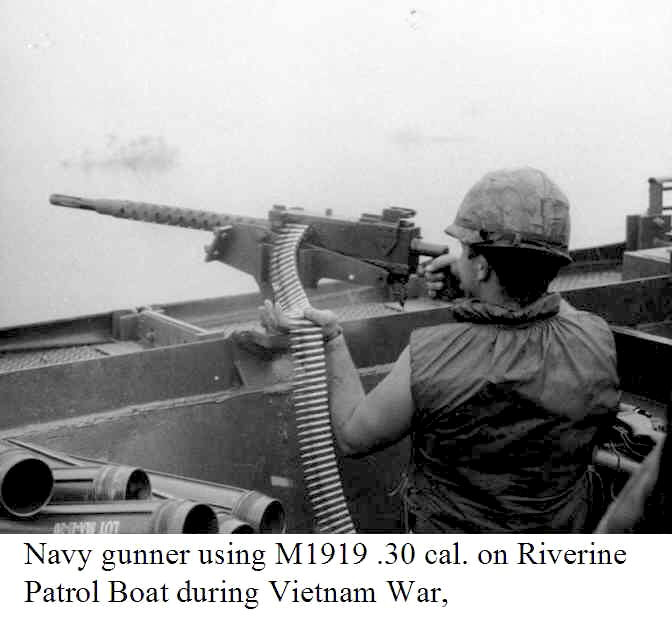 Navy gunner using M1919 .30 cal. on Riverine
Patrol Boat during Vietnam War,